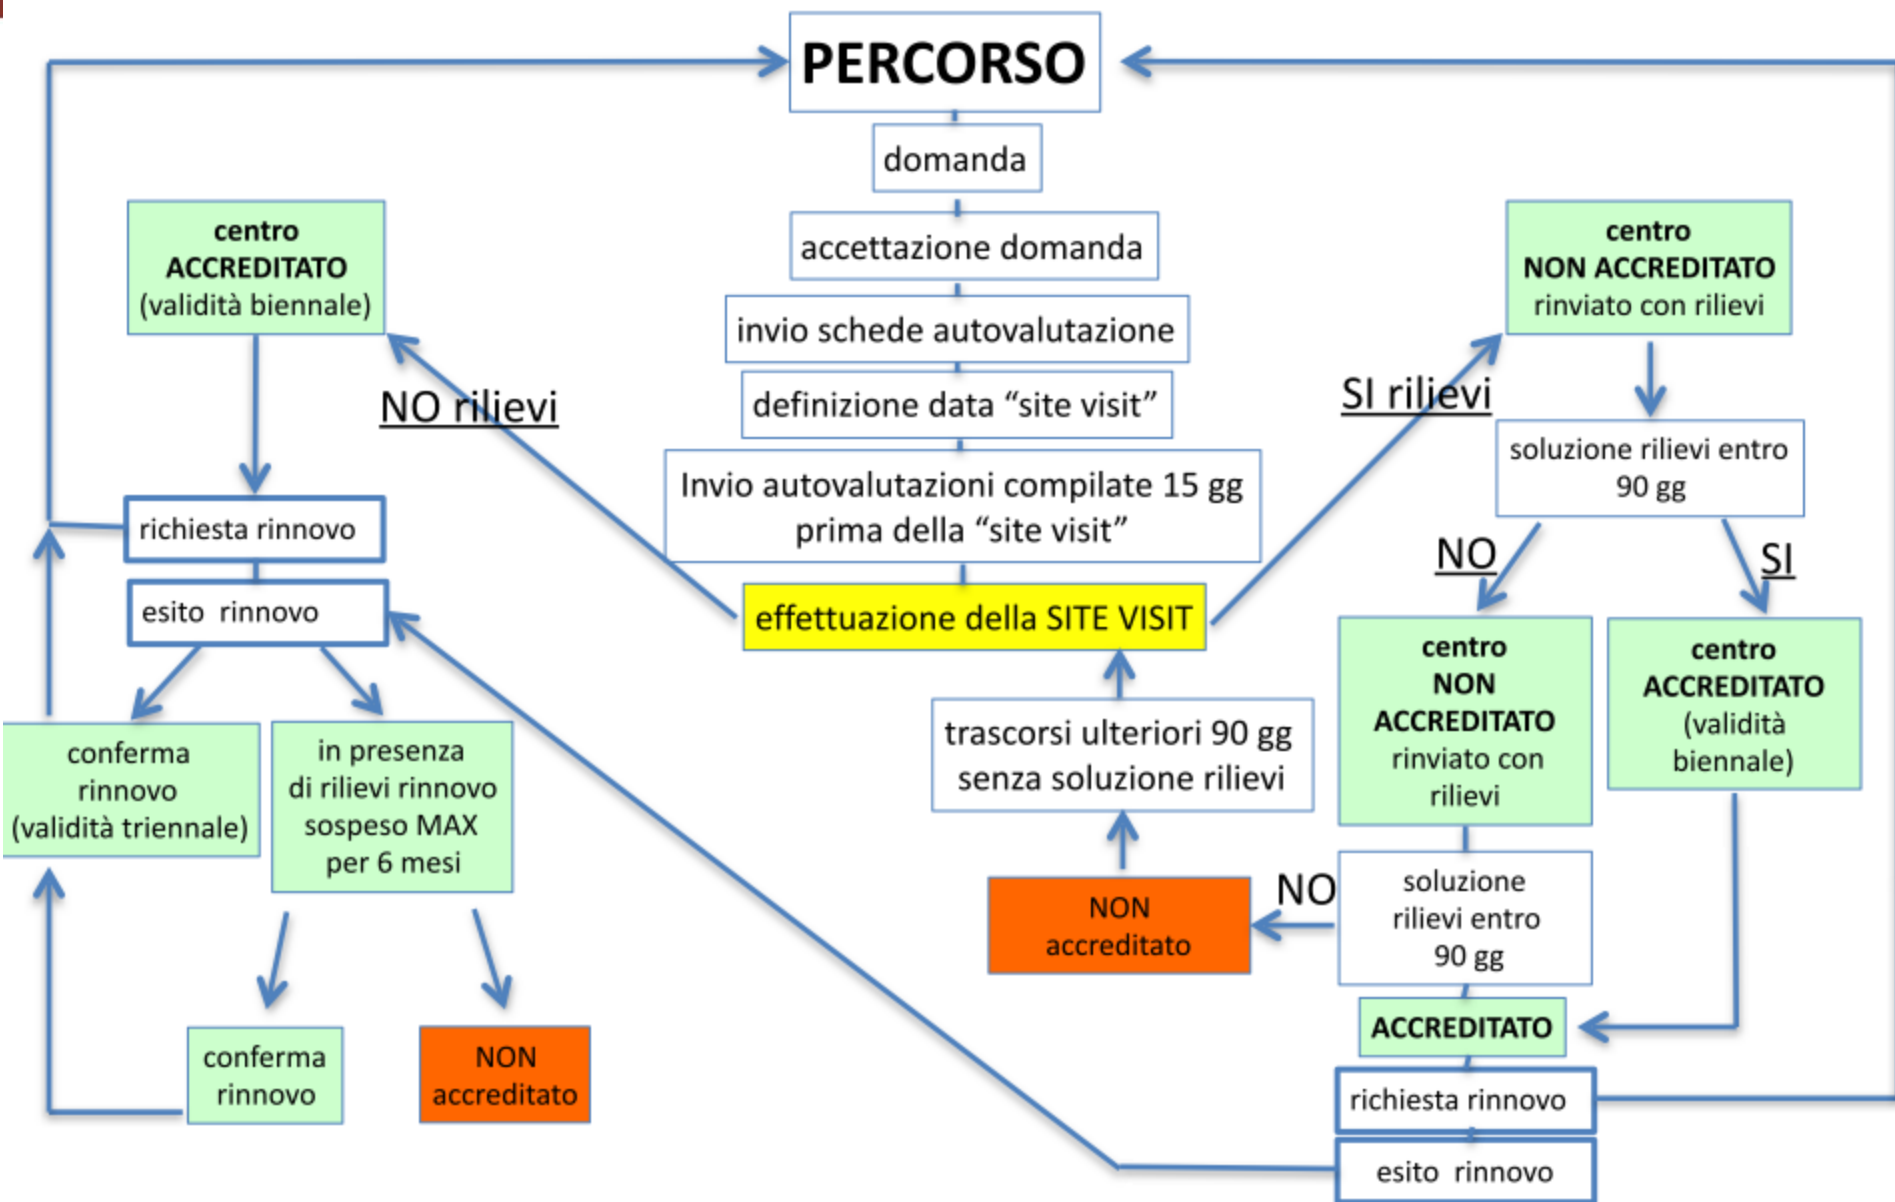 PERCORSO
domanda
accettazione domanda
invio schede autovalutazione
definizione data “site visit”
Invio autovalutazioni compilate 15 gg
prima della “site visit”
effettuazione della SITE VISIT
NO rilievi
centro
ACCREDITATO
(validità biennale)
richiesta rinnovo
esito rinnovo
conferma
rinnovo
(validità triennale)
in presenza
di rilievi rinnovo
sospeso MAX
per 6 mesi
conferma
rinnovo
NON
accreditato
SI rilievi
centro
NON ACCREDITATO
rinviato con rilievi
soluzione rilievi entro
90 gg
NO
SI
centro
NON
ACCREDITATO
rinviato con
rilievi
centro
ACCREDITATO
(validità
biennale)
soluzione
rilievi entro
90 gg
NO
NON
accreditato
trascorsi ulteriori 90 gg
senza soluzione rilievi
ACCREDITATO
richiesta rinnovo
esito rinnovo